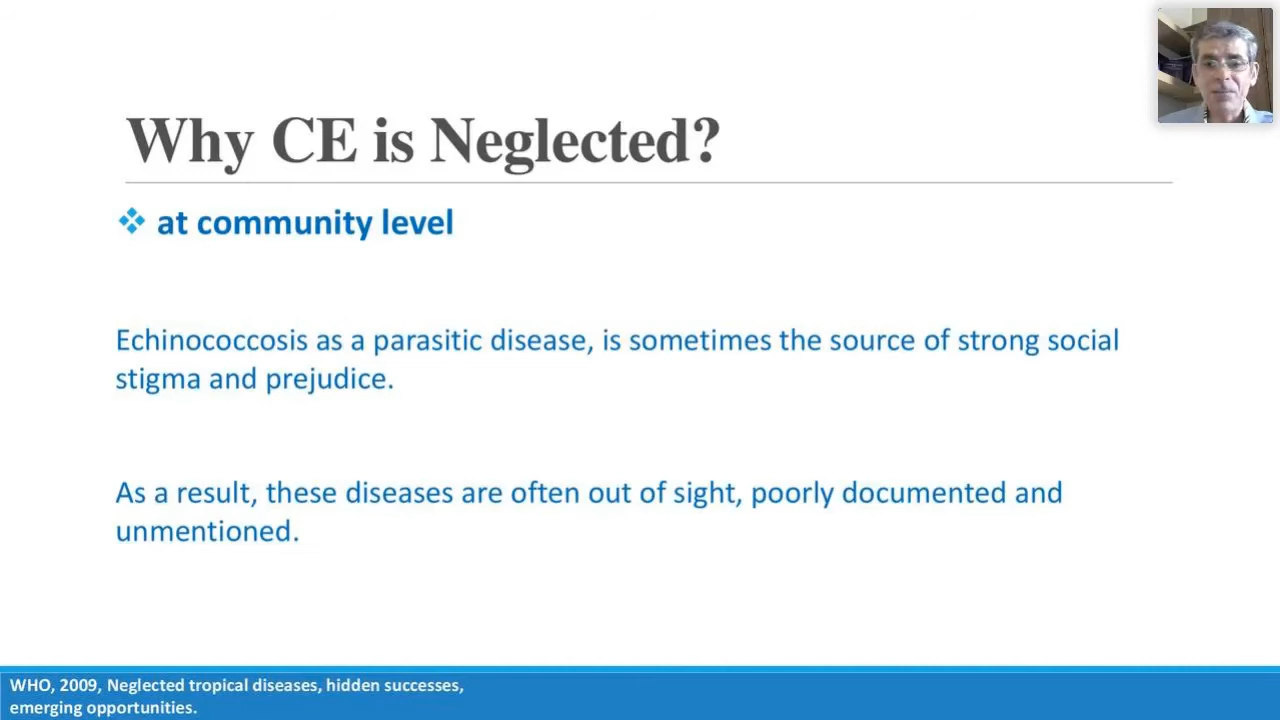 Why CE is Neglected?
at community level
Echinococcosis as a parasitic disease, is sometimes the source of strong social
stigma and prejudice.
As a result, these diseases are often out of sight, poorly documented and
unmentioned.
WHO, 2009, Neglected tropical diseases, hidden successes,
emerging opportunities.